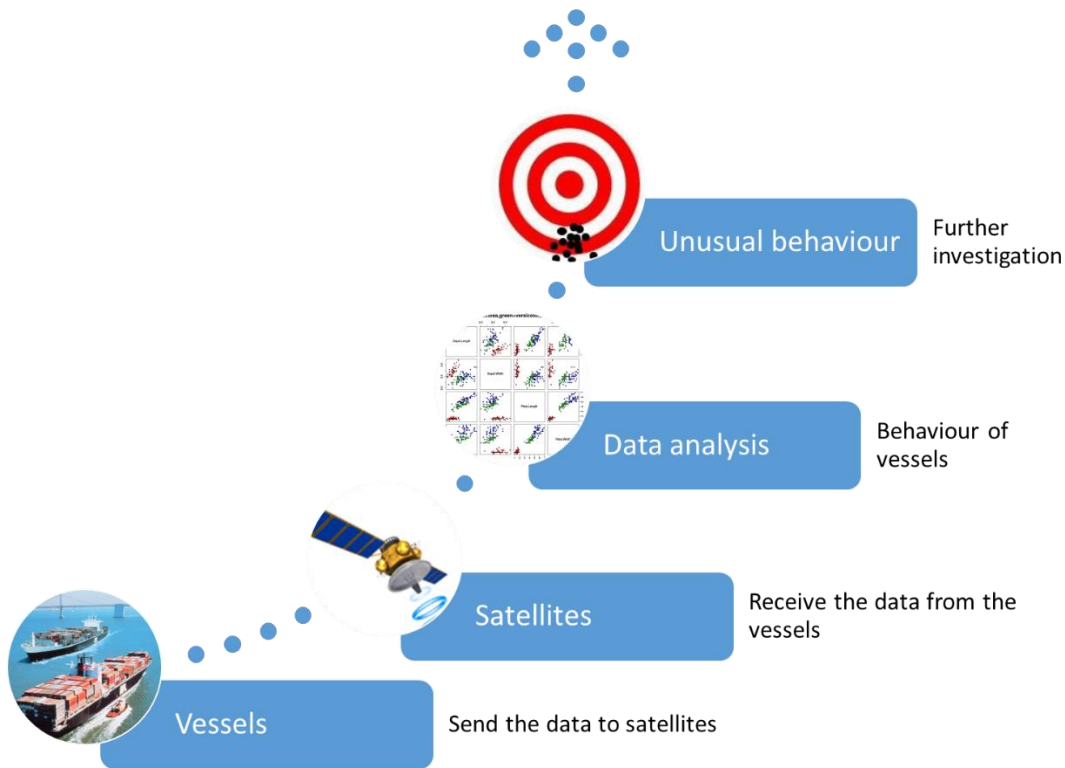 Unusual behaviour
Further
investigation
Data analysis
Behaviour of
vessels
Satellites
Receive the data from the
vessels
Vessels
Send the data to satellites